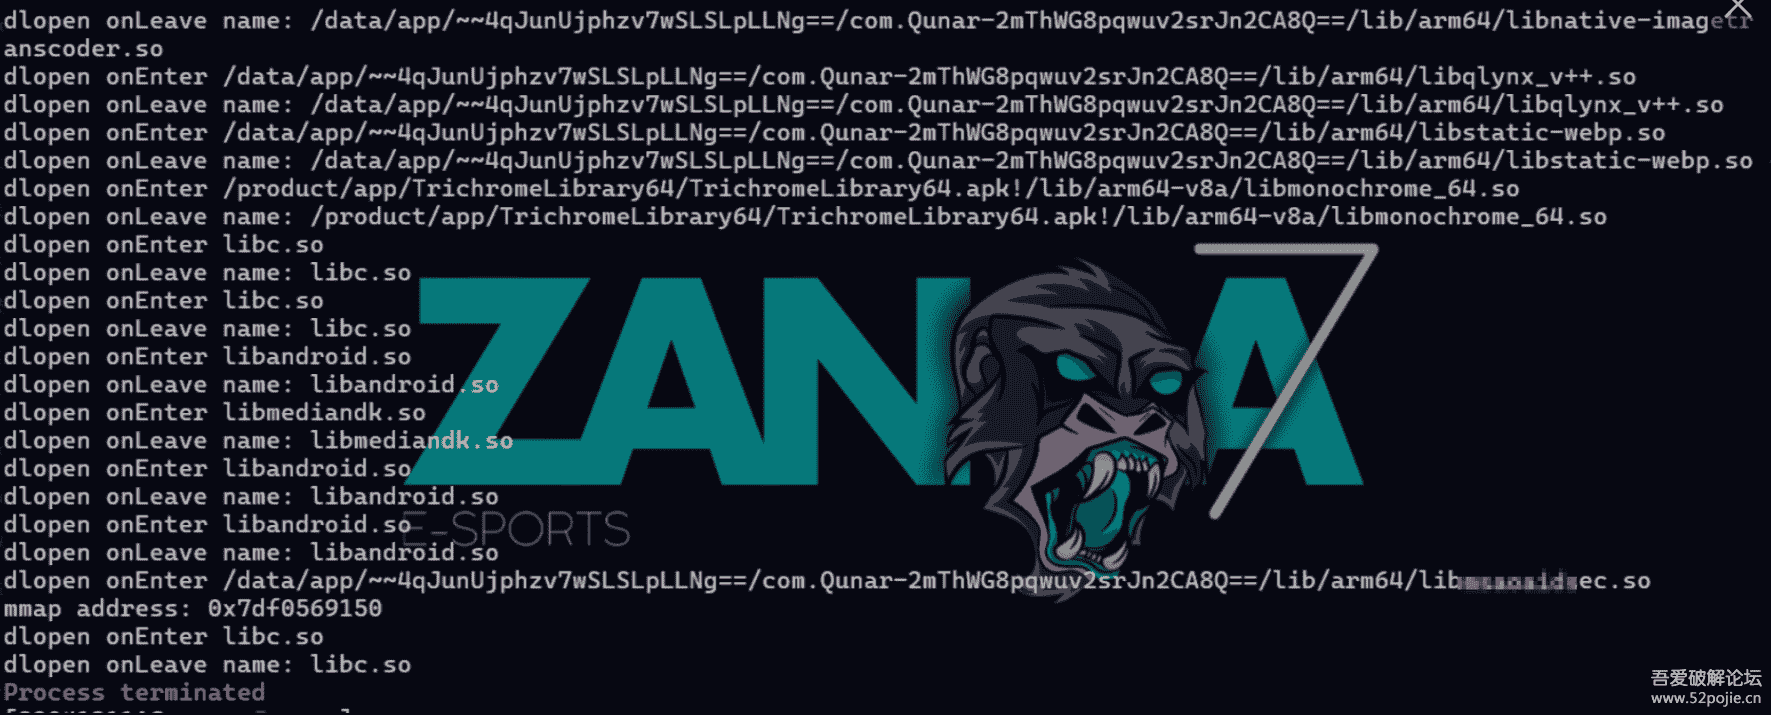 dlopen onLeave name: /data/app/~~4qJunUjphzv7wSLSLpLLNg==/com.Qunar-2mThWG8pqwuv2srJn2CA8Q==/lib/arm64/libnative-imagetr
anscoder.so
dlopen onEnter /data/app/~~4qJunUjphzv7wSLSLpLLNg==/com.Qunar-2mThWG8pqwuv2srJn2CA8Q==/lib/arm64/libqlynx_v++.so
dlopen onLeave name: /data/app/~~4qJunUjphzv7wSLSLpLLNg==/com.Qunar-2mThWG8pqwuv2srJn2CA8Q==/lib/arm64/libqlynx_v++.so
dlopen onEnter /data/app/~~4qJunUjphzv7wSLSLpLLNg==/com.Qunar-2mThWG8pqwuv2srJn2CA8Q==/lib/arm64/libstatic-webp.so
dlopen onLeave name: /data/app/~~4qJunUjphzv7wSLSLpLLNg==/com.Qunar-2mThWG8pqwuv2srJn2CA8Q==/lib/arm64/libstatic-webp.so
dlopen onEnter /product/app/TrichromeLibrary64/TrichromeLibrary64.apk!/lib/arm64-v8a/libmonochrome_64.so
dlopen onLeave name: /product/app/TrichromeLibrary64/TrichromeLibrary64.apk!/lib/arm64-v8a/libmonochrome_64.so
dlopen onEnter libc.so
dlopen onLeave name: libc.so
dlopen onEnter libc.so
dlopen onLeave name: libc.so
dlopen onEnter libandroid.so
dlopen onLeave name: libandroid.so
dlopen onEnter libmediandk.so
dlopen onLeave name: libmediandk.so
dlopen onEnter libandroid.so
dlopen onLeave name: libandroid.so
dlopen onEnter libandroid.so
dlopen onLeave name: libandroid.so
dlopen onEnter /data/app/~~4qJunUjphzv7wSLSLpLLNg==/com.Qunar-2mThWG8pqwuv2srJn2CA8Q==/lib/arm64/lib ec.so
mmap address: 0x7df0569150
dlopen onEnter libc.so
dlopen onLeave name: libc.so
Process terminated
ZANKA 7
E-SPORTS
吾爱破解论坛
www.52pojie.cn